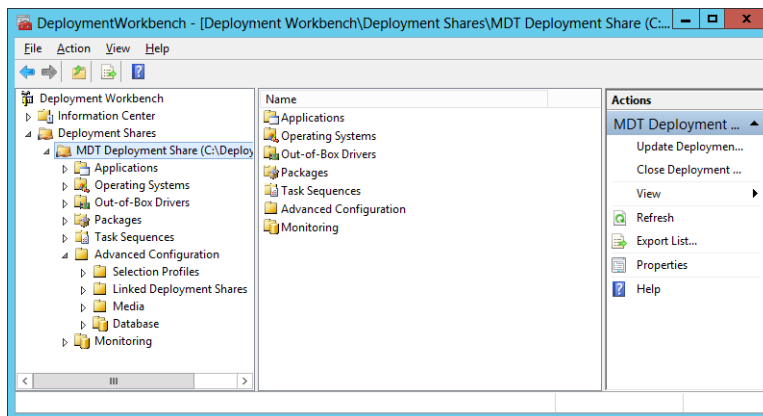 DeploymentWorkbench - [Deployment Workbench\Deployment Shares\MDT Deployment Share (C:...
File Action View Help
Deployment Workbench
Information Center
Deployment Shares
MDT Deployment Share (C:\Deploy
Applications
Operating Systems
Out-of-Box Drivers
Packages
Task Sequences
Advanced Configuration
Selection Profiles
Linked Deployment Shares
Media
Database
Monitoring
Name
Applications
Operating Systems
Out-of-Box Drivers
Packages
Task Sequences
Advanced Configuration
Monitoring
Actions
MDT Deployment ...
Update Deploymen...
Close Deployment ...
View
Refresh
Export List...
Properties
Help